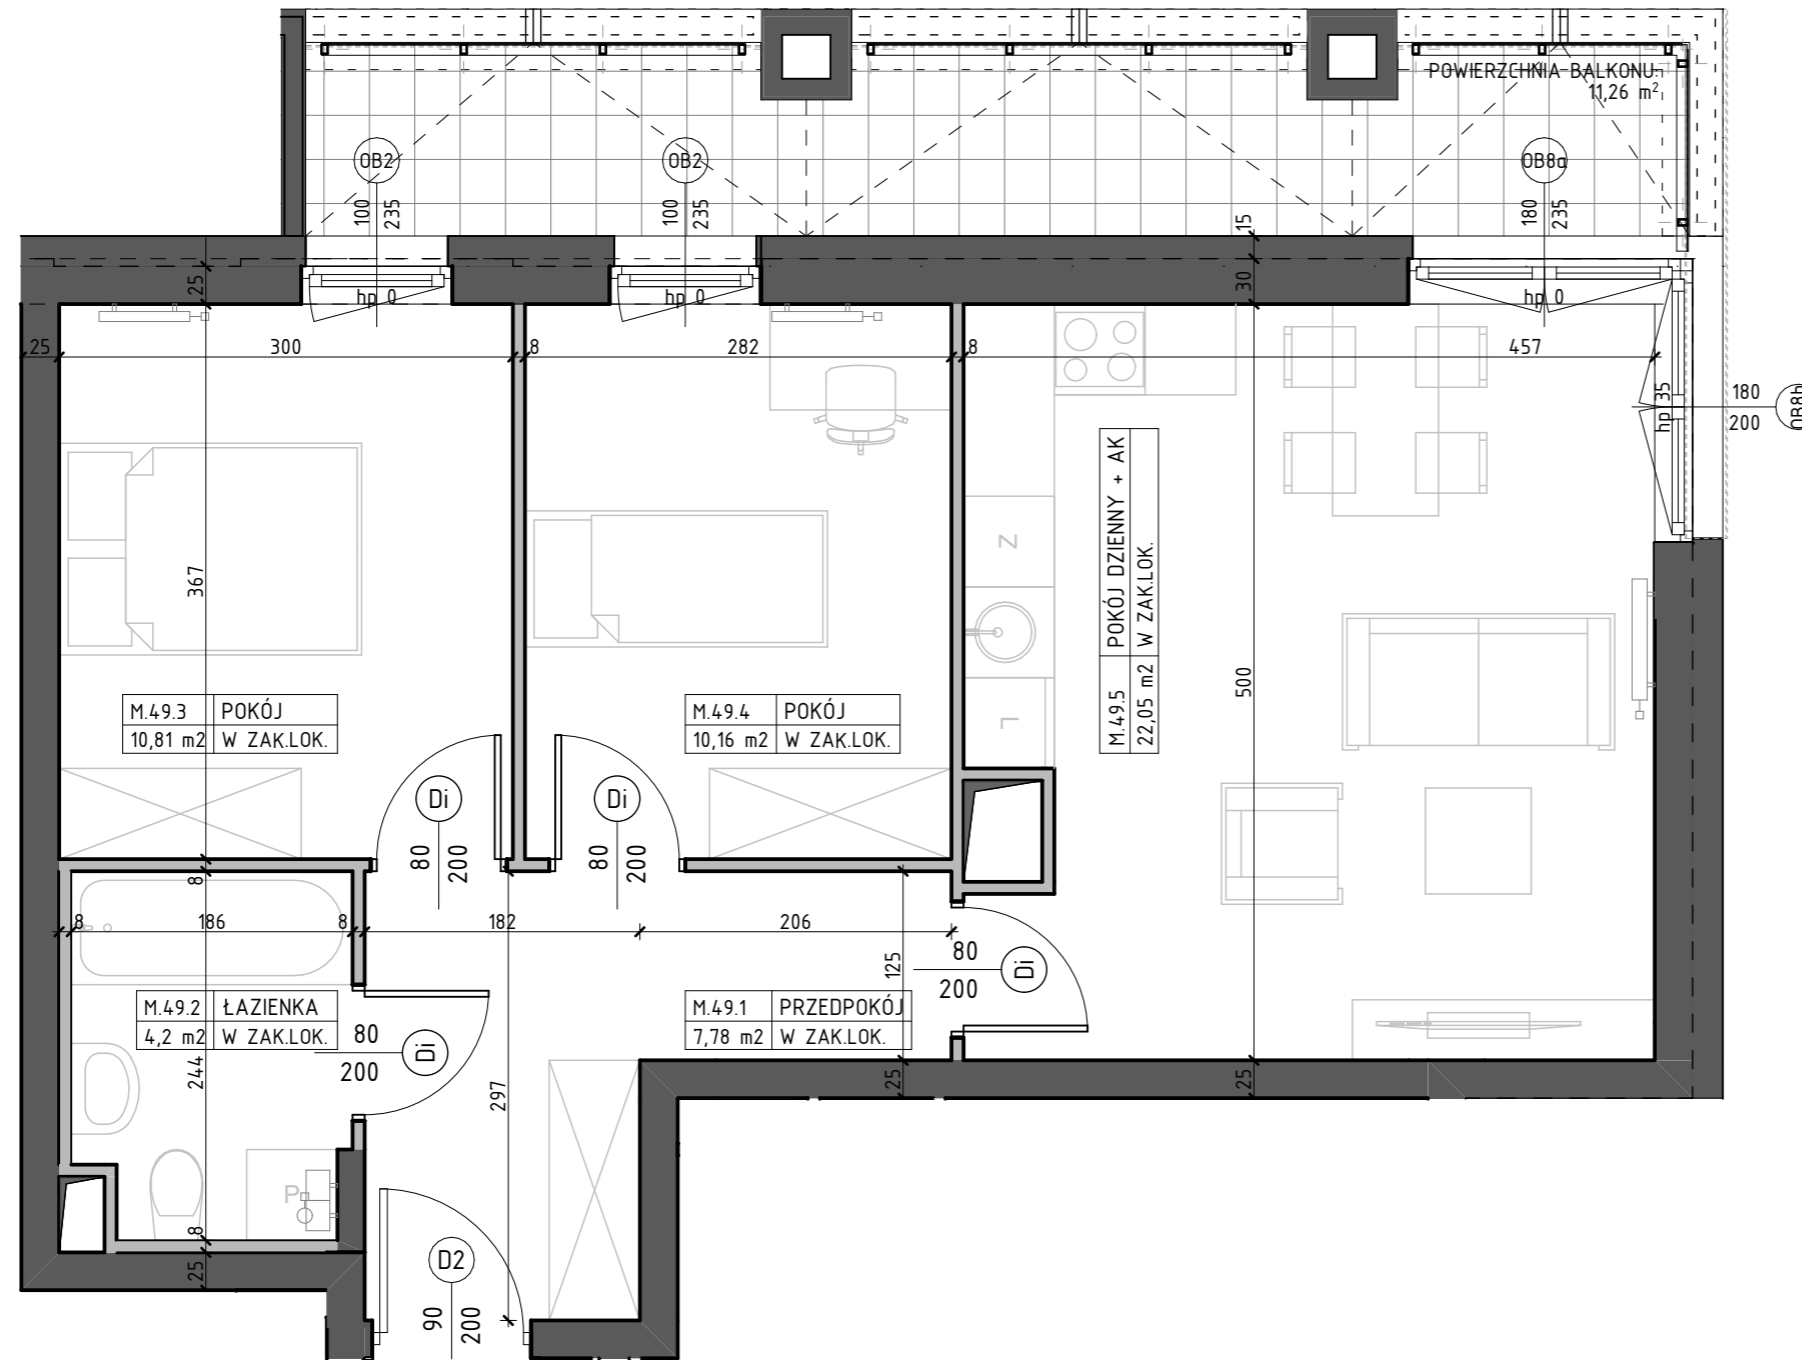 POWIERZCHNIA BALKONU:
11,26 m²
OB2
100
235
OB2
100
235
OB8a
180
235
15
25
30
hp 0
hp 0
hp 0
25
300
8
282
8
457
hp 35
180
200
OB8b
367
Z
L
M.49.5 POKÓJ DZIENNY + AK
22,05 m2 W ZAK.LOK.
500
M.49.3 POKÓJ
10,81 m2 W ZAK.LOK.
M.49.4 POKÓJ
10,16 m2 W ZAK.LOK.
Di
80
200
Di
80
200
8
8
186
8
182
206
125
80
200
Di
M.49.2 ŁAZIENKA
4,2 m2 W ZAK.LOK.
80
200
Di
M.49.1 PRZEDPOKÓJ
7,78 m2 W ZAK.LOK.
244
297
25
25
P
8
25
D2
90
200